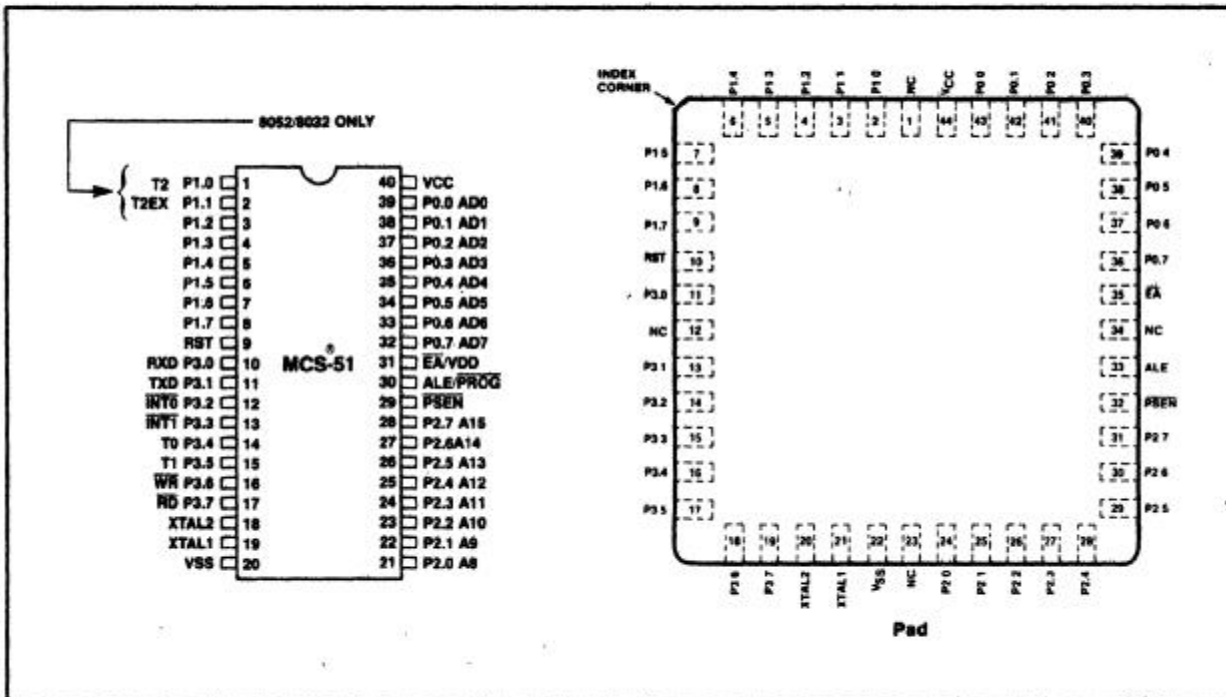 8052/8032 ONLY
T2 P1.0 1
T2EX P1.1 2
P1.2 3
P1.3 4
P1.4 5
P1.5 6
P1.6 7
P1.7 8
RST 9
RXD P3.0 10
TXD P3.1 11
INT0 P3.2 12
INT1 P3.3 13
T0 P3.4 14
T1 P3.5 15
WR P3.6 16
RD P3.7 17
XTAL2 18
XTAL1 19
VSS 20
MCS-51®
40 VCC
39 P0.0 AD0
38 P0.1 AD1
37 P0.2 AD2
36 P0.3 AD3
35 P0.4 AD4
34 P0.5 AD5
33 P0.6 AD6
32 P0.7 AD7
31 EA/VDD
30 ALE/PROG
29 PSEN
28 P2.7 A15
27 P2.6A14
26 P2.5 A13
25 P2.4 A12
24 P2.3 A11
23 P2.2 A10
22 P2.1 A9
21 P2.0 A8
INDEX
CORNER
P1.4 P1 3 P1.2 P1 1 P1 0 NC VCC P0 0 P0.1 P0 2 P0.3
6 5 4 3 2 1 44 43 42 41 40
P1 5 7
P1.6 8
P1.7 9
RST 10
P3.0 11
NC 12
P3 1 13
P3.2 14
P3 3 15
P3.4 16
P3 5 17
39 P0 4
38 P0 5
37 P0 6
36 P0.7
35 EA
34 NC
33 ALE
32 PSEN
31 P2 7
30 P2 6
29 P2 5
18 19 20 21 22 23 24 25 26 27 28
P3 6 P3 7 XTAL2 XTAL1 VSS NC P2 0 P2 1 P2 2 P2.3 P2.4
Pad